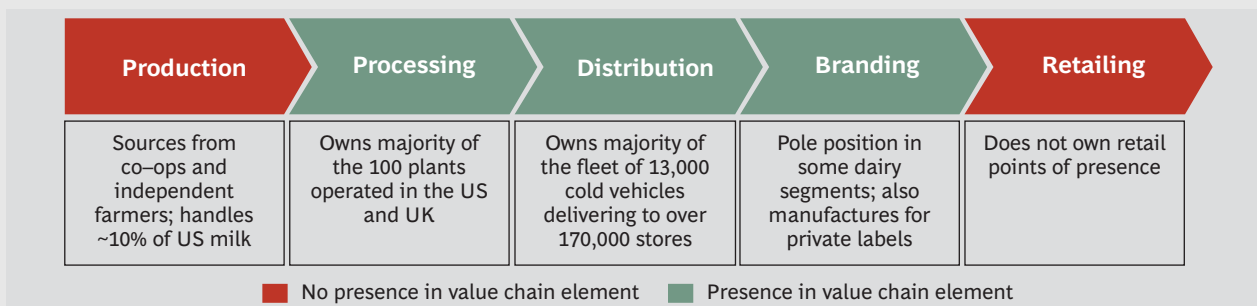 Production
Processing
Distribution
Branding
Retailing
Sources from
co–ops and
independent
farmers; handles
~10% of US milk
Owns majority of
the 100 plants
operated in the US
and UK
Owns majority of
the fleet of 13,000
cold vehicles
delivering to over
170,000 stores
Pole position in
some dairy
segments; also
manufactures for
private labels
Does not own retail
points of presence
No presence in value chain element
Presence in value chain element